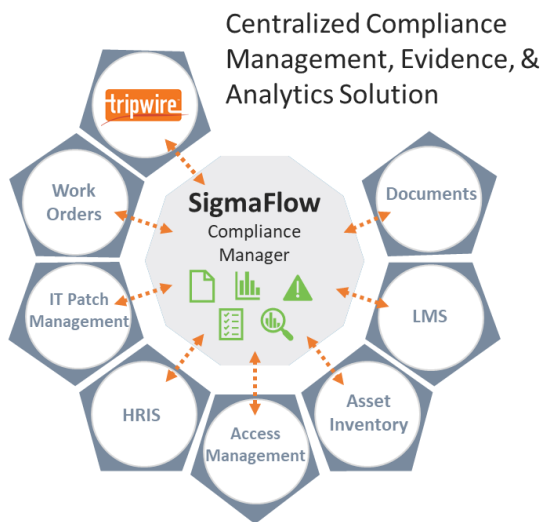 Centralized Compliance
Management, Evidence, &
Analytics Solution
tripwire
Work
Orders
SigmaFlow
Compliance
Manager
Documents
IT Patch
Management
LMS
HRIS
Access
Management
Asset
Inventory